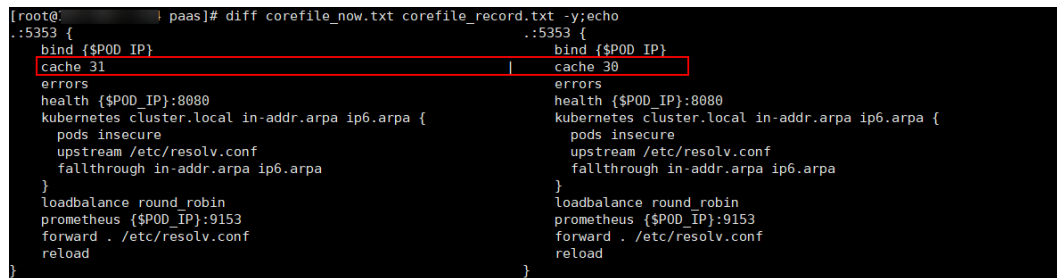 [root@ paas]# diff corefile_now.txt corefile_record.txt -y;echo
.:5353 { .:5353 {
bind {$POD_IP} bind {$POD_IP}
cache 31 | cache 30
errors errors
health {$POD_IP}:8080 health {$POD_IP}:8080
kubernetes cluster.local in-addr.arpa ip6.arpa { kubernetes cluster.local in-addr.arpa ip6.arpa {
pods insecure pods insecure
upstream /etc/resolv.conf upstream /etc/resolv.conf
fallthrough in-addr.arpa ip6.arpa fallthrough in-addr.arpa ip6.arpa
} }
loadbalance round_robin loadbalance round_robin
prometheus {$POD_IP}:9153 prometheus {$POD_IP}:9153
forward . /etc/resolv.conf forward . /etc/resolv.conf
reload reload
} }